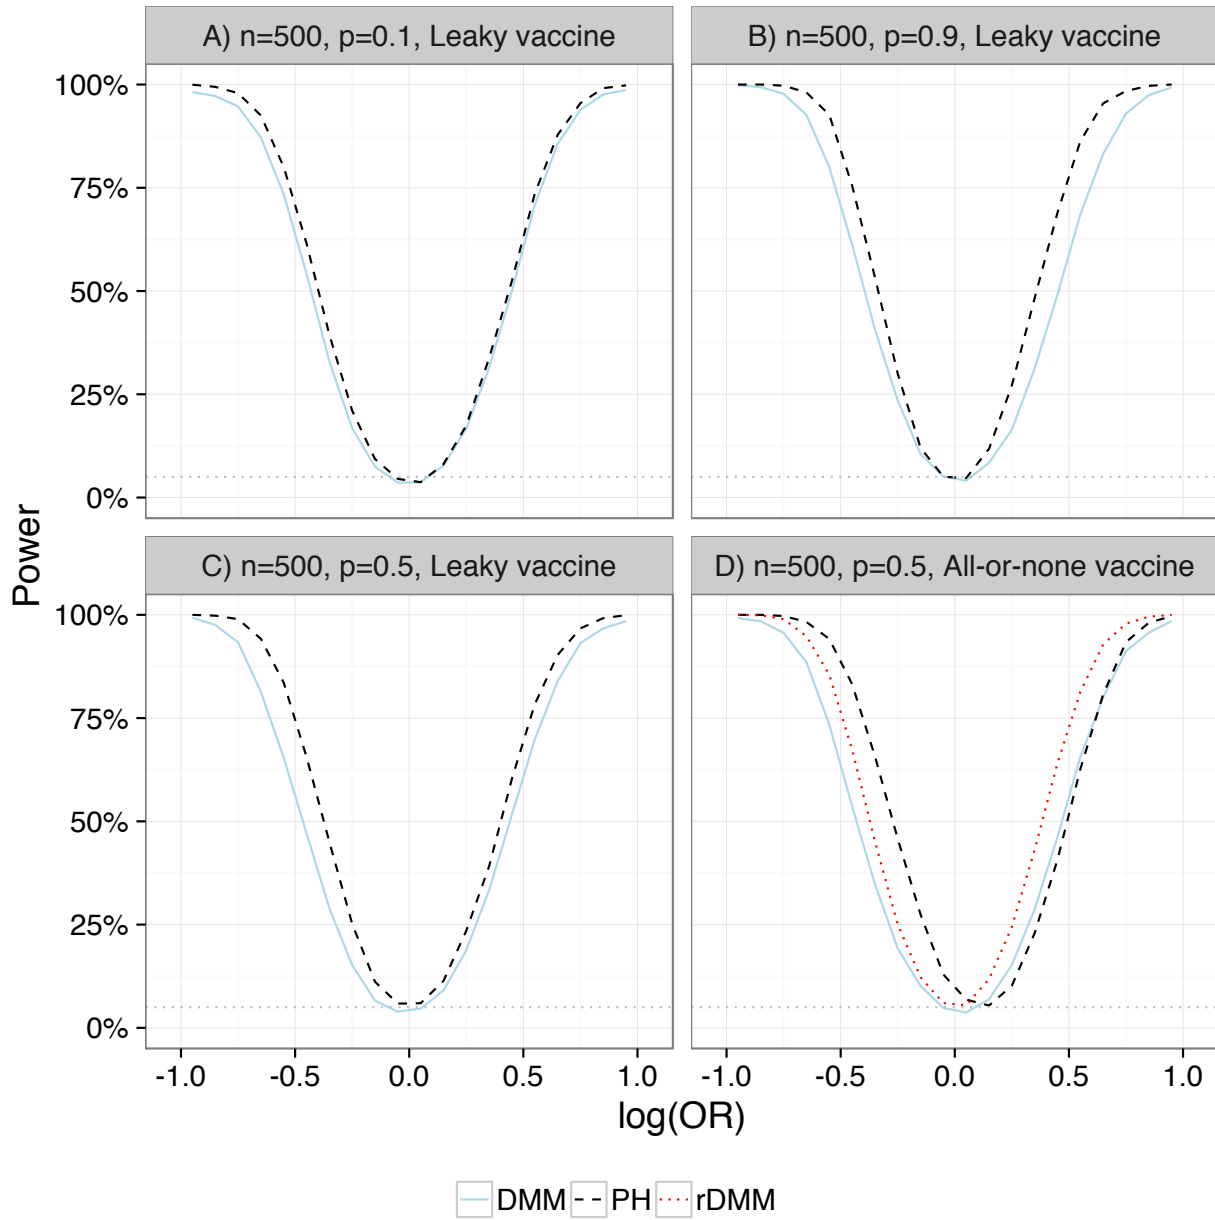 A) n=500, p=0.1, Leaky vaccine
B) n=500, p=0.9, Leaky vaccine
100%
75%
50%
25%
0%
C) n=500, p=0.5, Leaky vaccine
D) n=500, p=0.5, All-or-none vaccine
100%
75%
50%
25%
0%
Power
-1.0 -0.5 0.0 0.5 1.0
-1.0 -0.5 0.0 0.5 1.0
log(OR)
DMM PH rDMM